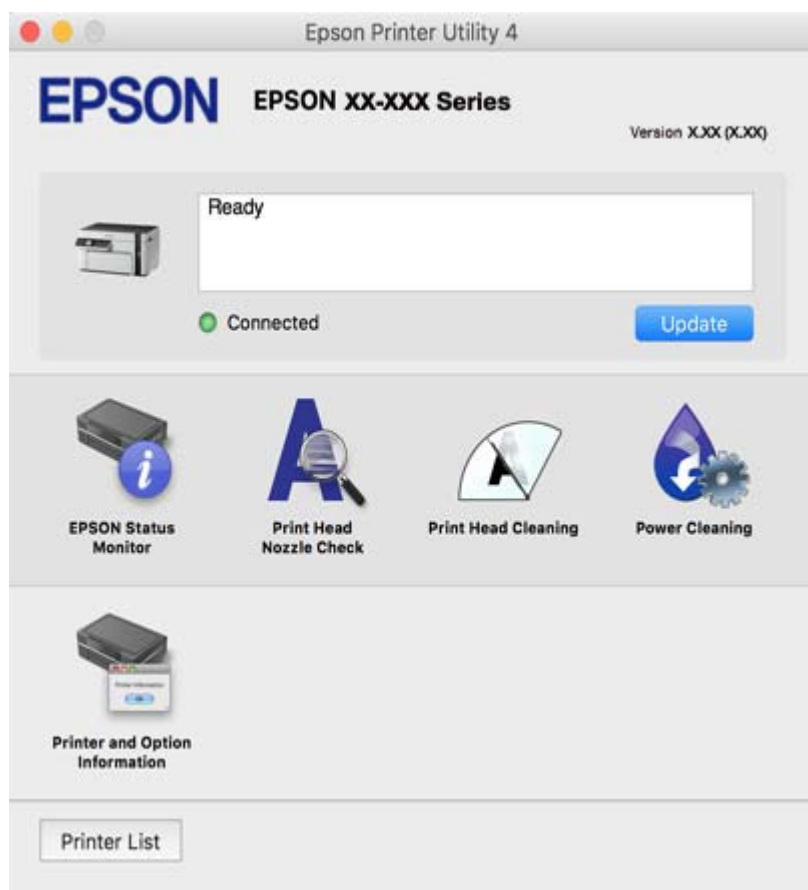 Epson Printer Utility 4
EPSON
EPSON XX-XXX Series
Version X.XX (X.XX)
Ready
Connected
Update
EPSON Status
Monitor
Print Head
Nozzle Check
Print Head Cleaning
Power Cleaning
Printer and Option
Information
Printer List